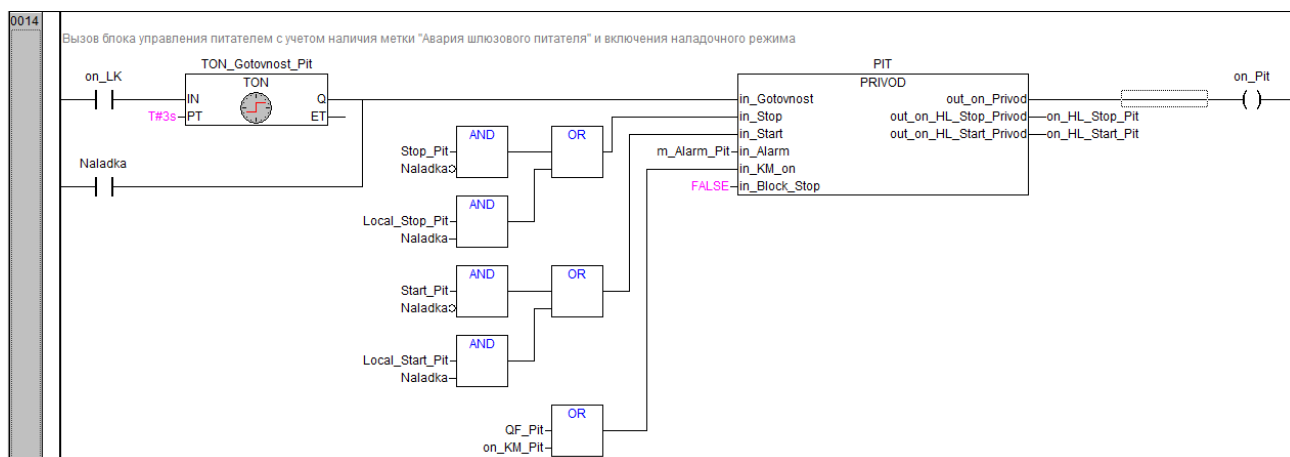 0014
Вызов блока управления питателем с учетом наличия метки "Авария шлюзового питателя" и включения наладочного режима
on_LK
TON_Gotovnost_Pit
TON
IN
Q
T#3s
PT
ET
Naladka
PIT
PRIVOD
in_Gotovnost
out_on_Privod
on_Pit
in_Stop
out_on_HL_Stop_Privod
on_HL_Stop_Pit
in_Start
out_on_HL_Start_Privod
on_HL_Start_Pit
m_Alarm_Pit
in_Alarm
in_KM_on
FALSE
in_Block_Stop
AND
OR
Stop_Pit
Naladka
AND
Local_Stop_Pit
Naladka
AND
OR
Start_Pit
Naladka
AND
Local_Start_Pit
Naladka
OR
QF_Pit
on_KM_Pit